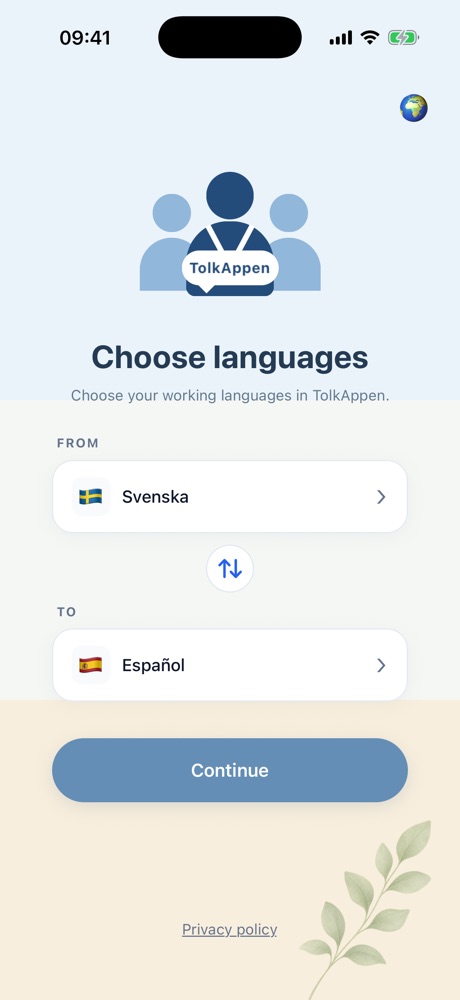 09:41
TolkAppen
Choose languages
Choose your working languages in TolkAppen.
FROM
Svenska
TO
Español
Continue
Privacy policy